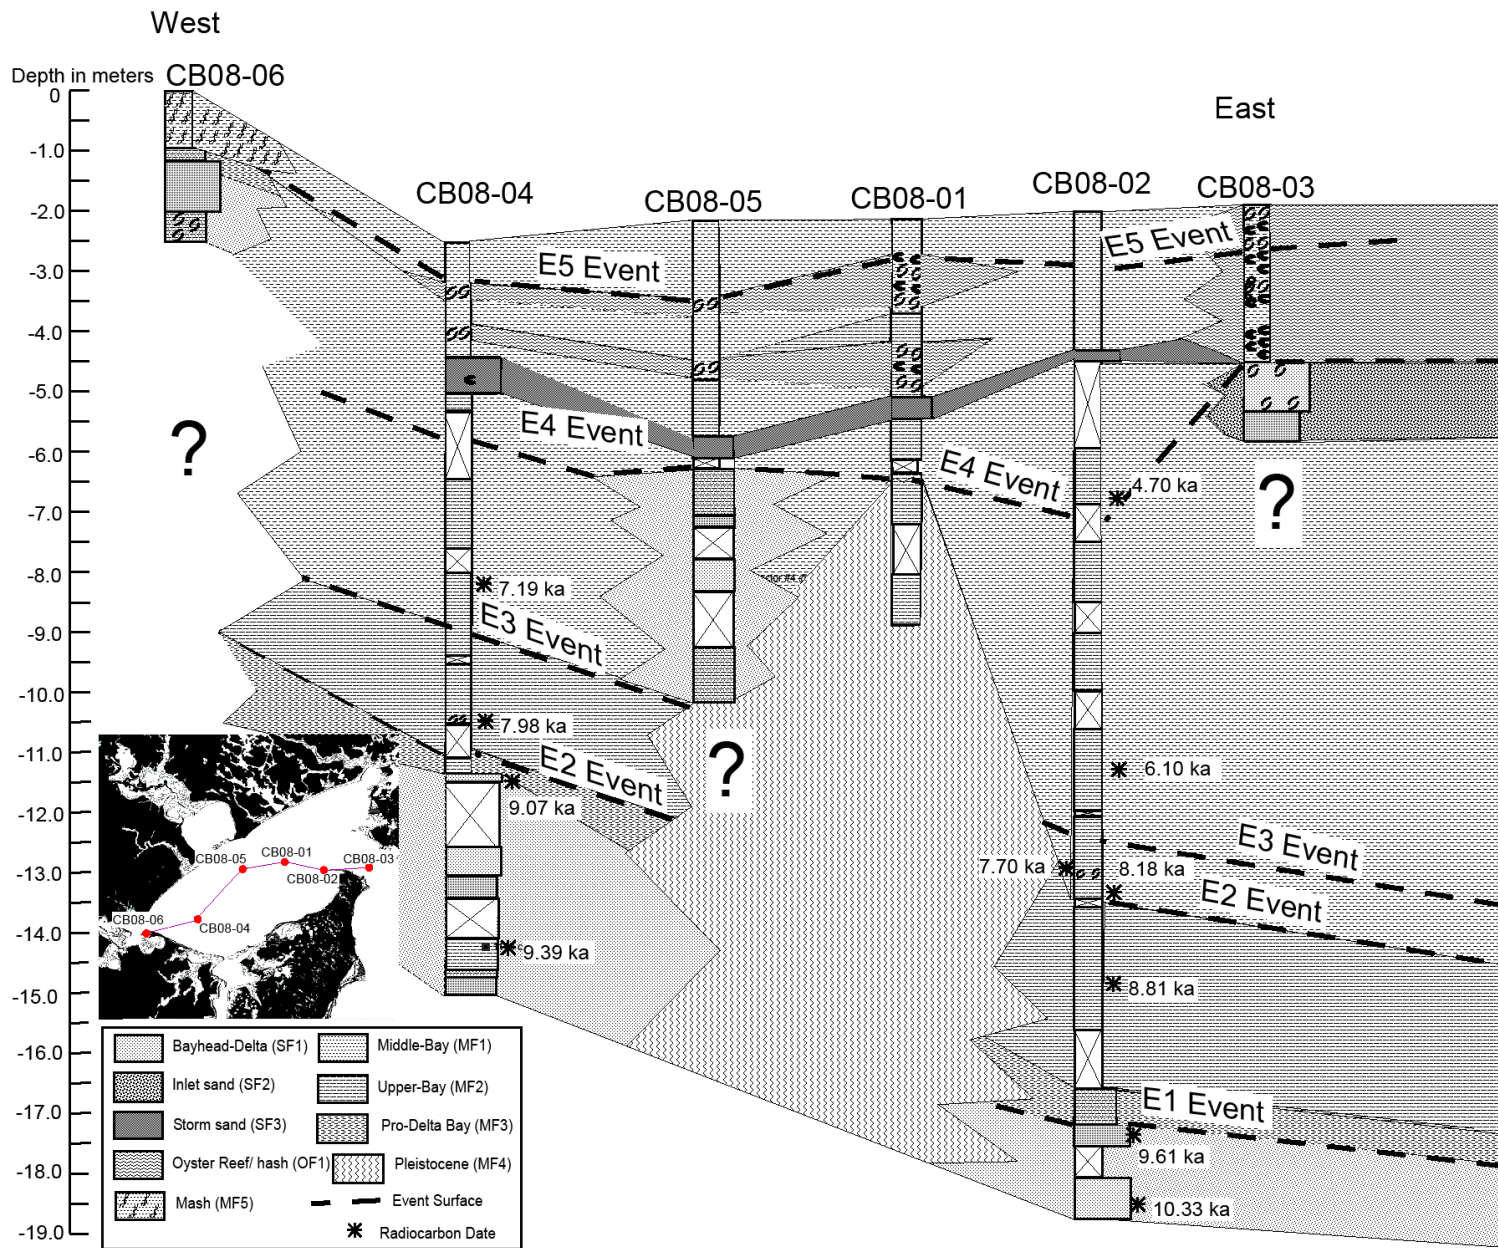 West
Depth in meters
CB08-06
East
CB08-04
CB08-05
CB08-01
CB08-02
CB08-03
0
-1.0
-2.0
-3.0
-4.0
-5.0
-6.0
-7.0
-8.0
-9.0
-10.0
-11.0
-12.0
-13.0
-14.0
-15.0
-16.0
-17.0
-18.0
-19.0
E5 Event
E5 Event
E4 Event
E4 Event
4.70 ka
?
?
?
7.19 ka
E3 Event
7.98 ka
E2 Event
9.07 ka
9.39 ka
6.10 ka
E3 Event
7.70 ka
8.18 ka
E2 Event
8.81 ka
E1 Event
9.61 ka
10.33 ka
CB08-05
CB08-01
CB08-03
CB08-02
CB08-06
CB08-04
Bayhead-Delta (SF1)
Middle-Bay (MF1)
Inlet sand (SF2)
Upper-Bay (MF2)
Storm sand (SF3)
Pro-Delta Bay (MF3)
Oyster Reef/ hash (OF1)
Pleistocene (MF4)
Mash (MF5)
Event Surface
Radiocarbon Date